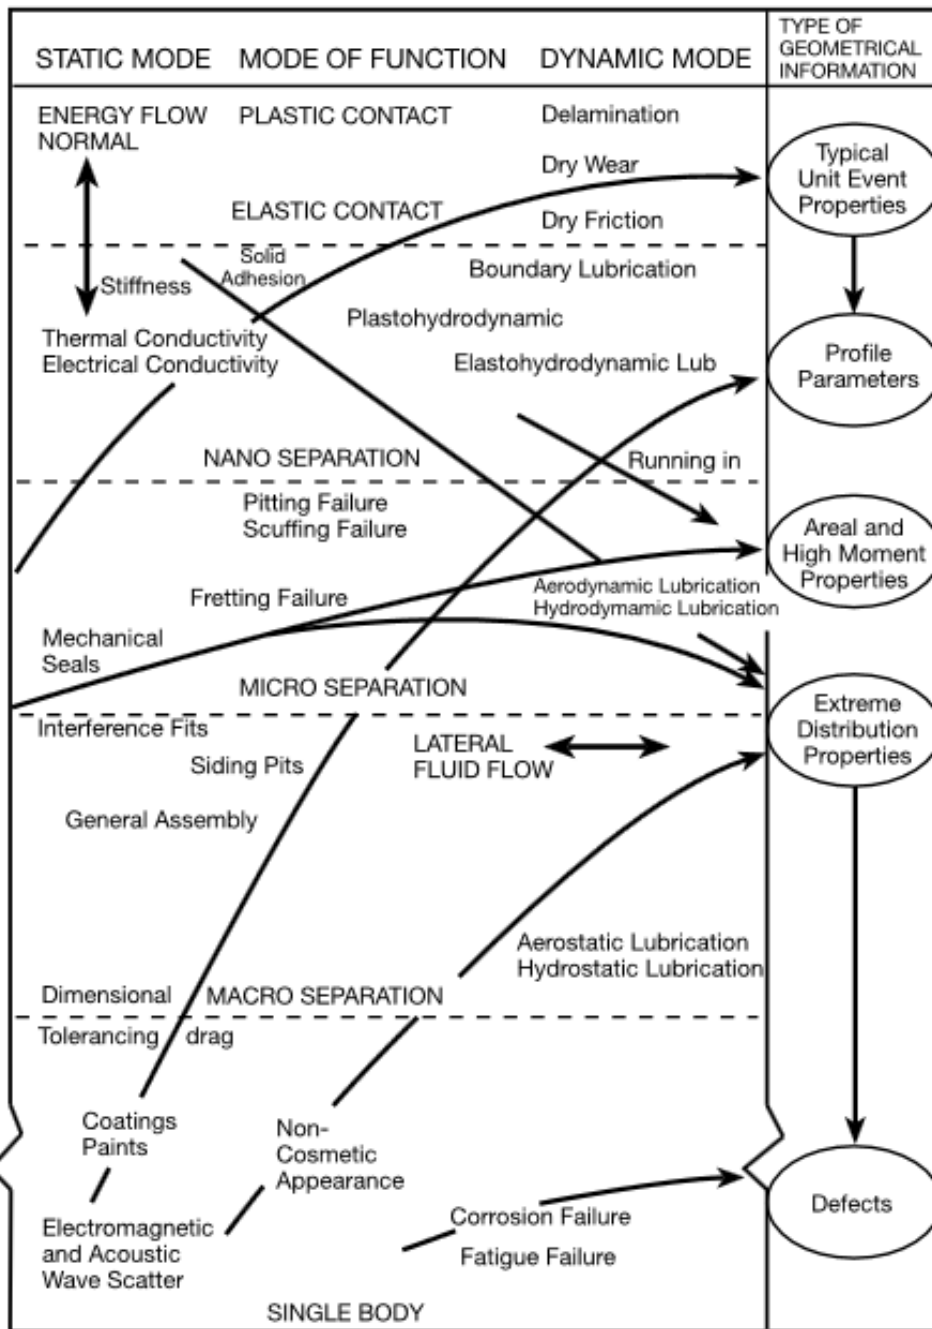 STATIC MODE MODE OF FUNCTION DYNAMIC MODE
TYPE OF
GEOMETRICAL
INFORMATION
ENERGY FLOW
NORMAL
PLASTIC CONTACT
Delamination
Dry Wear
Typical
Unit Event
Properties
ELASTIC CONTACT
Dry Friction
Solid
Adhesion
Boundary Lubrication
Stiffness
Plastohydrodynamic
Thermal Conductivity
Electrical Conductivity
Elastohydrodynamic Lub
Profile
Parameters
NANO SEPARATION
Running in
Pitting Failure
Scuffing Failure
Areal and
High Moment
Properties
Fretting Failure
Aerodynamic Lubrication
Hydrodymamic Lubrication
Mechanical
Seals
MICRO SEPARATION
Interference Fits
Extreme
Distribution
Properties
Siding Pits
LATERAL
FLUID FLOW
General Assembly
Aerostatic Lubrication
Hydrostatic Lubrication
Dimensional
MACRO SEPARATION
Tolerancing
drag
Coatings
Paints
Non-
Cosmetic
Appearance
Defects
Electromagnetic
and Acoustic
Wave Scatter
Corrosion Failure
Fatigue Failure
SINGLE BODY